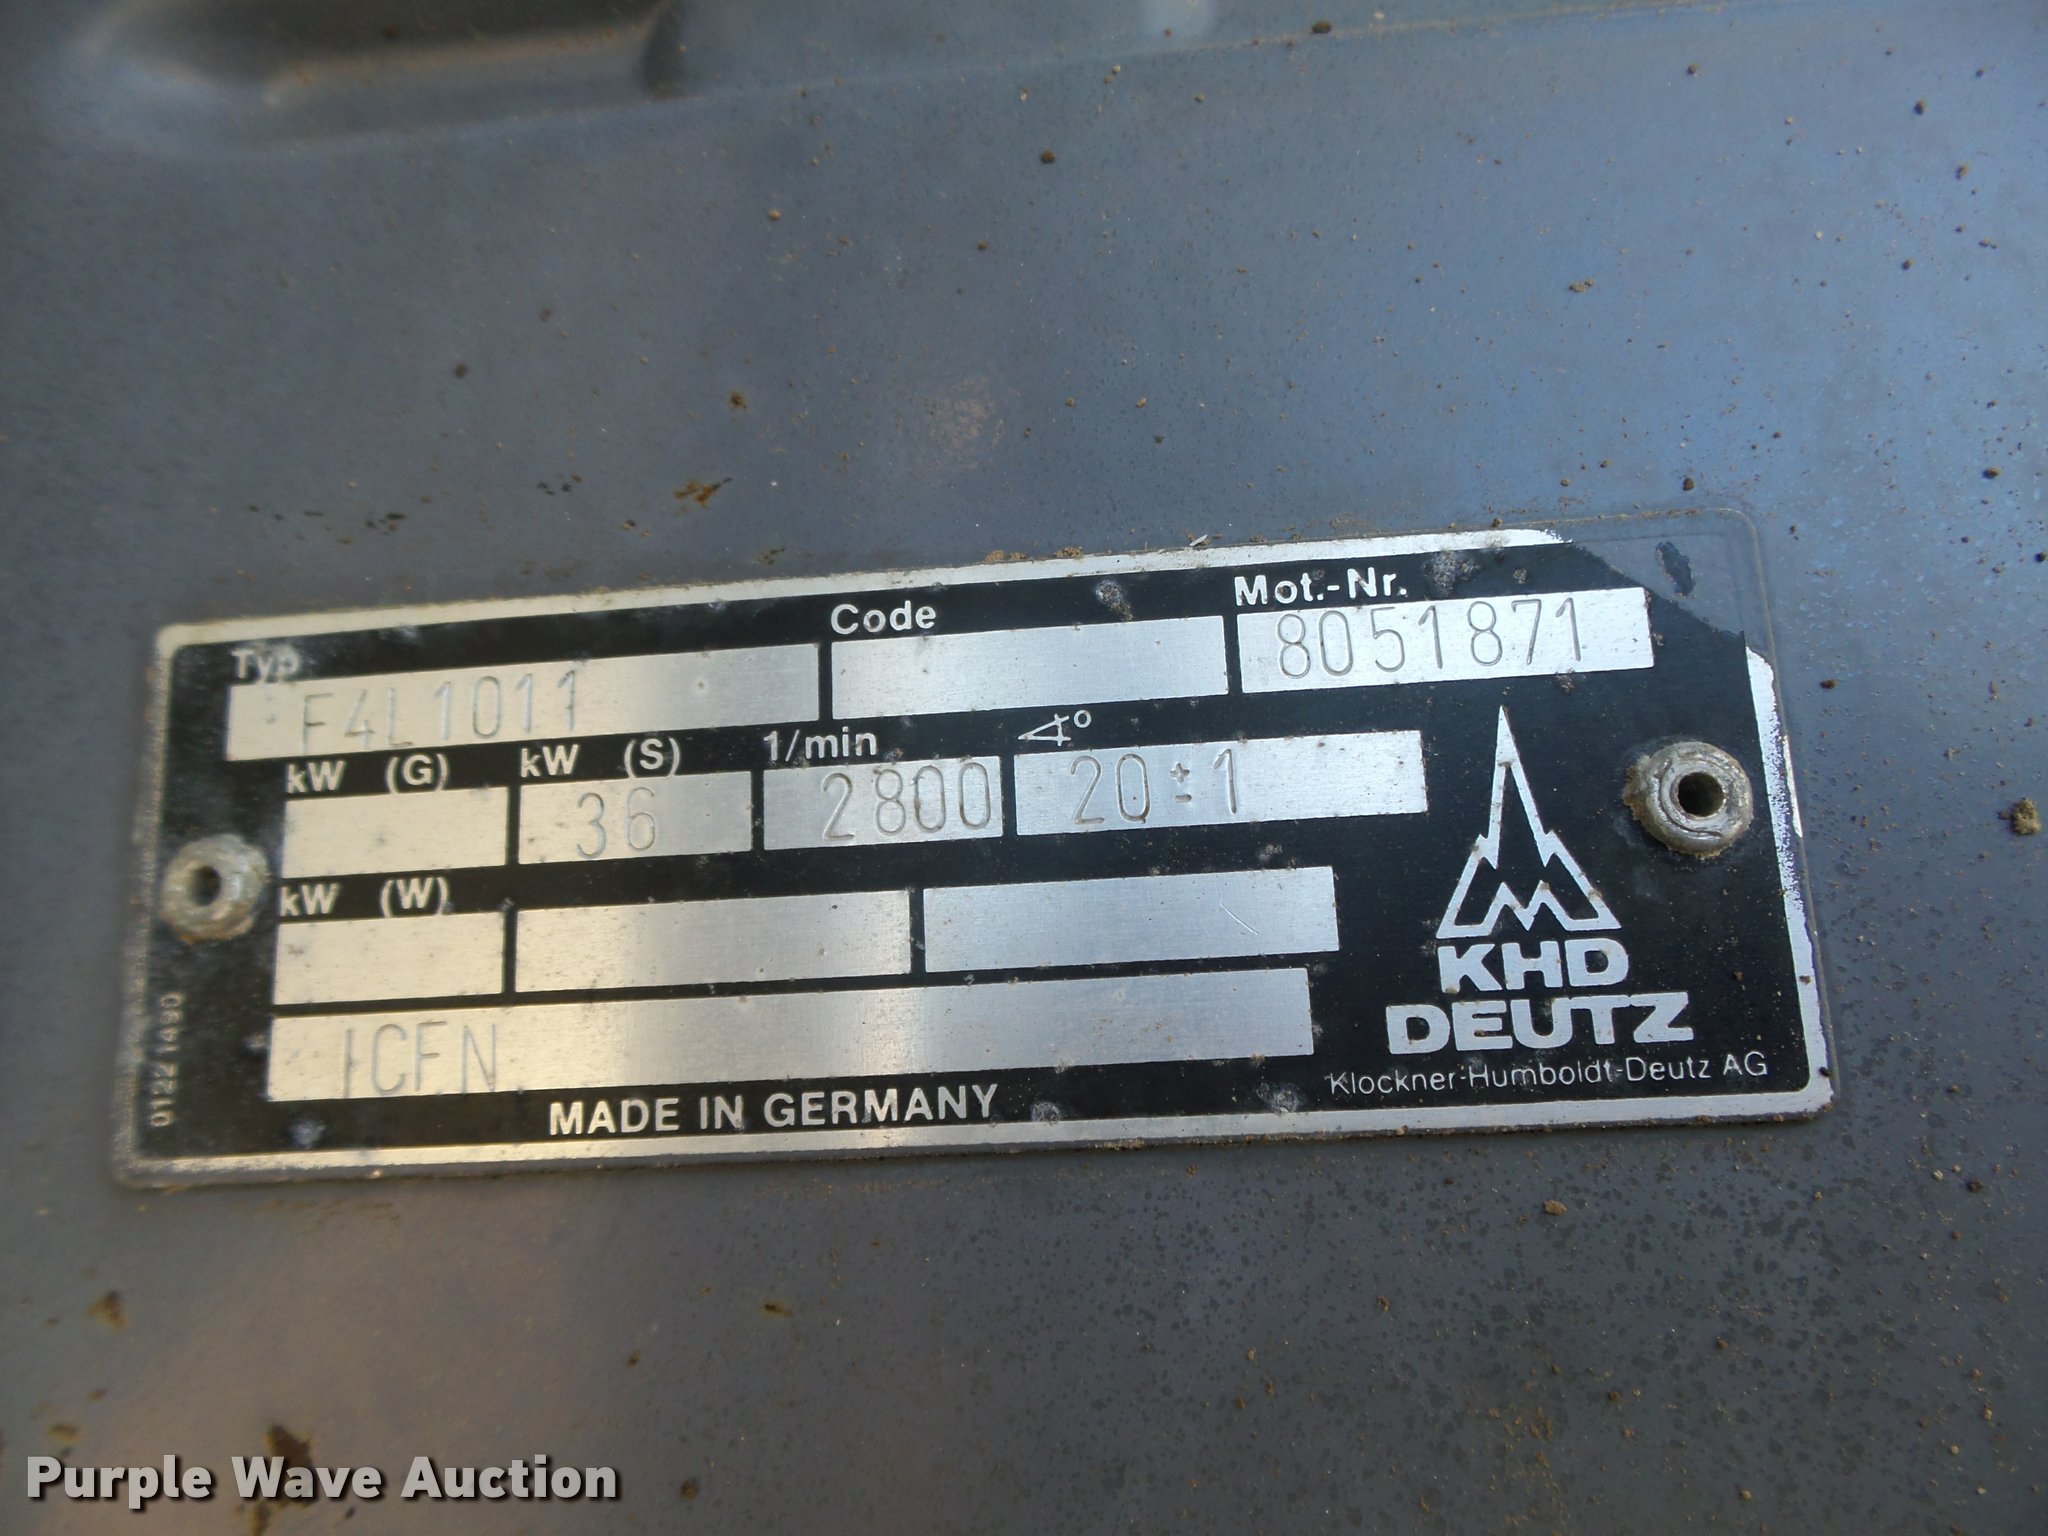 Typ
Code
Mot.-Nr.
F4L1011
8051871
kW (G)
kW (S)
1/min
∢°
36
2800
20±1
kW (W)
ICFN
MADE IN GERMANY
01221490
KHD
DEUTZ
Klockner-Humboldt-Deutz AG
Purple Wave Auction